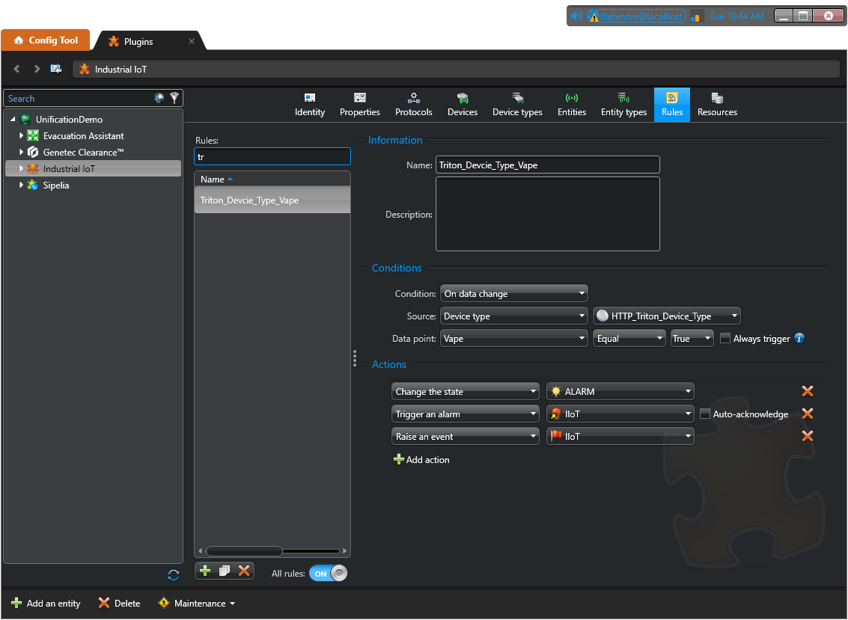 tletendre@localhost Tue 10:44 AM
Config Tool Plugins
Industrial IoT
Search
UnificationDemo
Evacuation Assistant
Genetec Clearance™
Industrial IoT
Sipelia
Identity Properties Protocols Devices Device types Entities Entity types Rules Resources
Rules:
tr
Name
Triton_Devcie_Type_Vape
All rules: ON
Information
Name: Triton_Devcie_Type_Vape
Description:
Conditions
Condition: On data change
Source: Device type HTTP_Triton_Device_Type
Data point: Vape Equal True Always trigger
Actions
Change the state ALARM
Trigger an alarm IIoT Auto-acknowledge
Raise an event IIoT
Add action
Add an entity Delete Maintenance